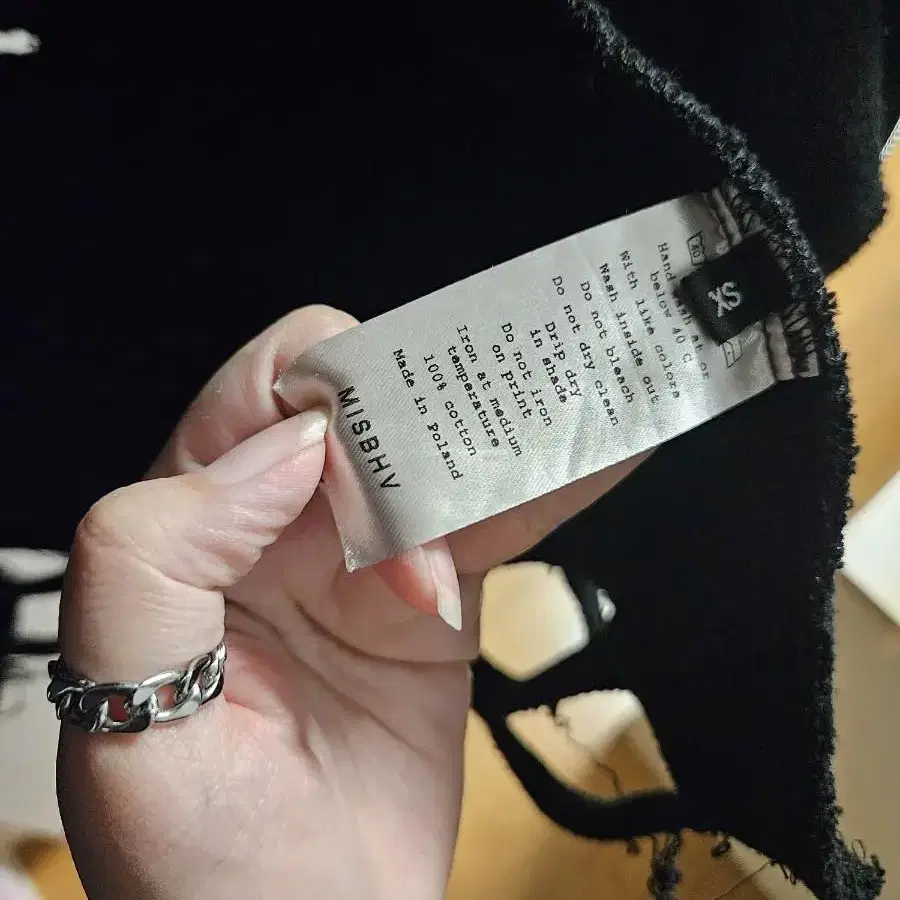 XS
40
Hand wash at or
below 40 C.
With like colors
Wash inside out
Do not bleach
Do not dry clean
Drip dry
in shade
Do not iron
on print
Iron at medium
temperature
100% cotton
Made in Poland
MISBHV